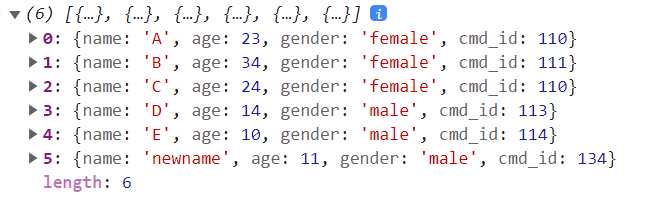 ▼ (6) [{…}, {…}, {…}, {…}, {…}, {…}] i
▶ 0: {name: 'A', age: 23, gender: 'female', cmd_id: 110}
▶ 1: {name: 'B', age: 34, gender: 'female', cmd_id: 111}
▶ 2: {name: 'C', age: 24, gender: 'female', cmd_id: 110}
▶ 3: {name: 'D', age: 14, gender: 'male', cmd_id: 113}
▶ 4: {name: 'E', age: 10, gender: 'male', cmd_id: 114}
▶ 5: {name: 'newname', age: 11, gender: 'male', cmd_id: 134}
length: 6